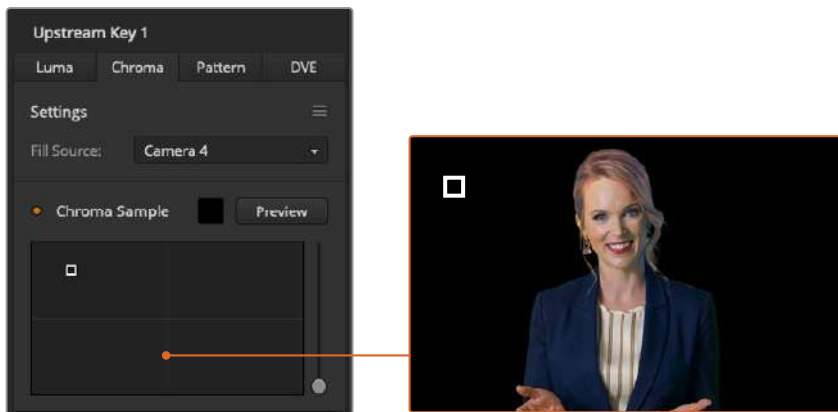 Upstream Key 1
Luma Chroma Pattern DVE
Settings
Fill Source: Camera 4
Chroma Sample Preview